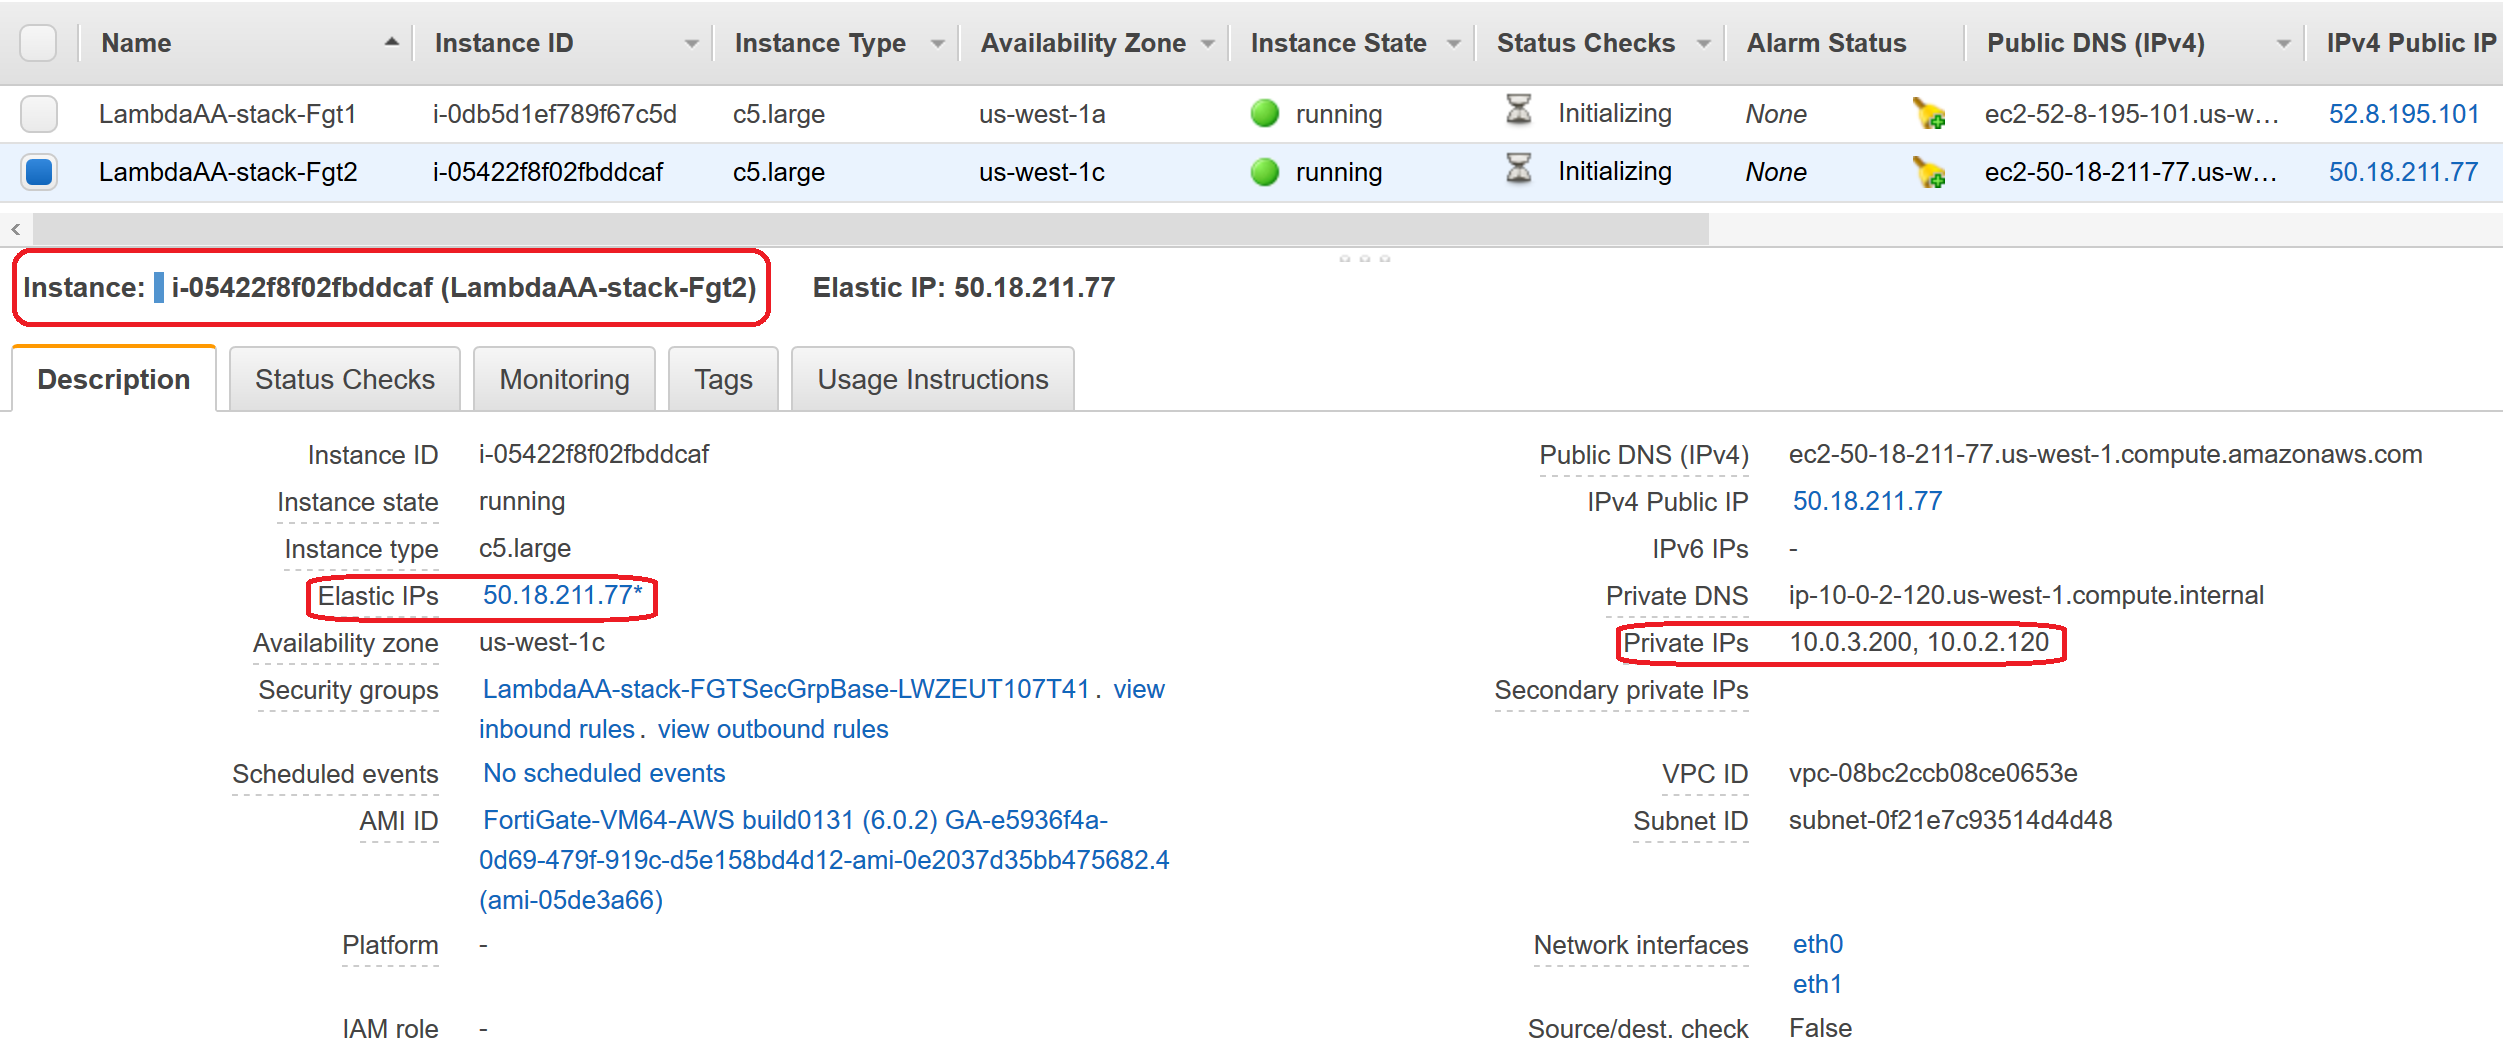 Name Instance ID Instance Type Availability Zone Instance State Status Checks Alarm Status Public DNS (IPv4) IPv4 Public IP
LambdaAA-stack-Fgt1 i-0db5d1ef789f67c5d c5.large us-west-1a running Initializing None ec2-52-8-195-101.us-w... 52.8.195.101
LambdaAA-stack-Fgt2 i-05422f8f02fbddcaf c5.large us-west-1c running Initializing None ec2-50-18-211-77.us-w... 50.18.211.77
Instance: i-05422f8f02fbddcaf (LambdaAA-stack-Fgt2) Elastic IP: 50.18.211.77
Description Status Checks Monitoring Tags Usage Instructions
Instance ID i-05422f8f02fbddcaf Public DNS (IPv4) ec2-50-18-211-77.us-west-1.compute.amazonaws.com
Instance state running IPv4 Public IP 50.18.211.77
Instance type c5.large IPv6 IPs -
Elastic IPs 50.18.211.77* Private DNS ip-10-0-2-120.us-west-1.compute.internal
Availability zone us-west-1c Private IPs 10.0.3.200, 10.0.2.120
Security groups LambdaAA-stack-FGTSecGrpBase-LWZEUT107T41. view Secondary private IPs
inbound rules. view outbound rules
Scheduled events No scheduled events VPC ID vpc-08bc2ccb08ce0653e
AMI ID FortiGate-VM64-AWS build0131 (6.0.2) GA-e5936f4a- Subnet ID subnet-0f21e7c93514d4d48
0d69-479f-919c-d5e158bd4d12-ami-0e2037d35bb475682.4
(ami-05de3a66)
Platform - Network interfaces eth0
eth1
IAM role - Source/dest. check False